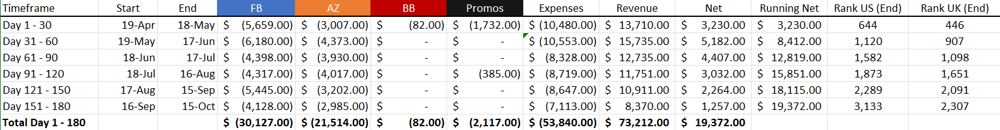 Timeframe Start End FB AZ BB Promos Expenses Revenue Net Running Net Rank US (End) Rank UK (End)
Day 1 - 30 19-Apr 18-May $ (5,659.00) $ (3,007.00) $ (82.00) $ (1,732.00) $ (10,480.00) $ 13,710.00 $ 3,230.00 $ 3,230.00 644 446
Day 31 - 60 19-May 17-Jun $ (6,180.00) $ (4,373.00) $ - $ - $ (10,553.00) $ 15,735.00 $ 5,182.00 $ 8,412.00 1,120 907
Day 61 - 90 18-Jun 17-Jul $ (4,398.00) $ (3,930.00) $ - $ - $ (8,328.00) $ 12,735.00 $ 4,407.00 $ 12,819.00 1,582 1,098
Day 91 - 120 18-Jul 16-Aug $ (4,317.00) $ (4,017.00) $ - $ (385.00) $ (8,719.00) $ 11,751.00 $ 3,032.00 $ 15,851.00 1,873 1,651
Day 121 - 150 17-Aug 15-Sep $ (5,445.00) $ (3,202.00) $ - $ - $ (8,647.00) $ 10,911.00 $ 2,264.00 $ 18,115.00 2,289 2,091
Day 151 - 180 16-Sep 15-Oct $ (4,128.00) $ (2,985.00) $ - $ - $ (7,113.00) $ 8,370.00 $ 1,257.00 $ 19,372.00 3,133 2,307
Total Day 1 - 180 $ (30,127.00) $ (21,514.00) $ (82.00) $ (2,117.00) $ (53,840.00) $ 73,212.00 $ 19,372.00